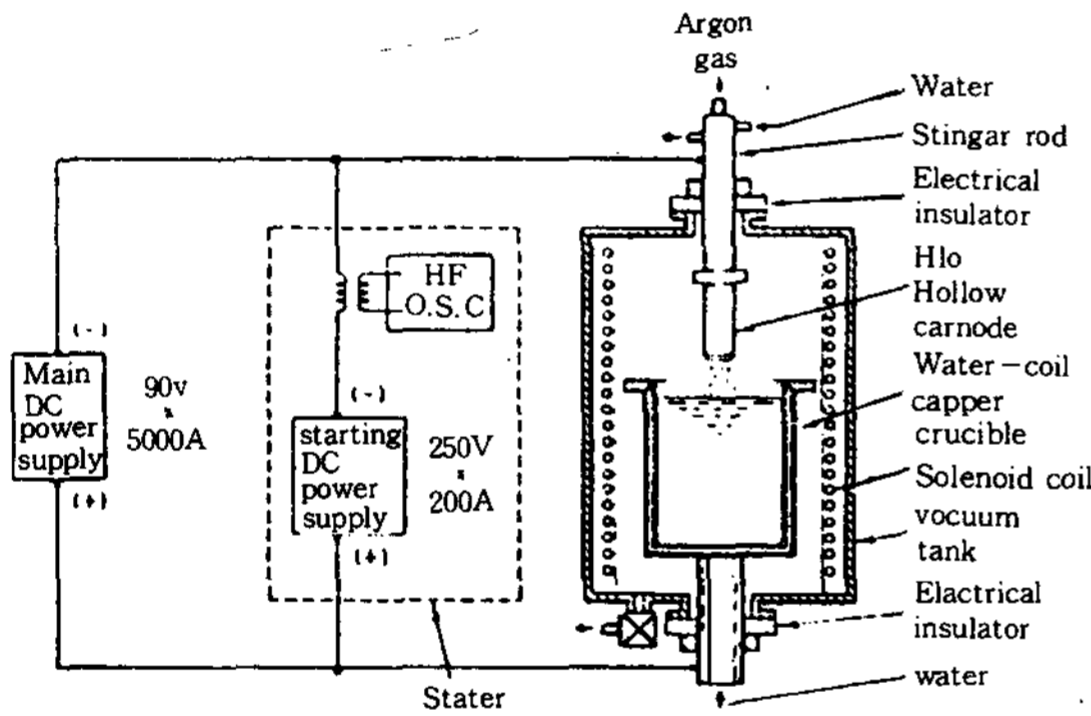 Argon
gas
Water
Stingar rod
Electrical
insulator
Hlo
Hollow
carnode
Water-coil
capper
crucible
Solenoid coil
vocuum
tank
Elactrical
insulator
water
HF
O.S.C
(-)
Main
DC
power
supply
(+)
90v
×
5000A
(-)
starting
DC
power
supply
(+)
250V
×
200A
Stater